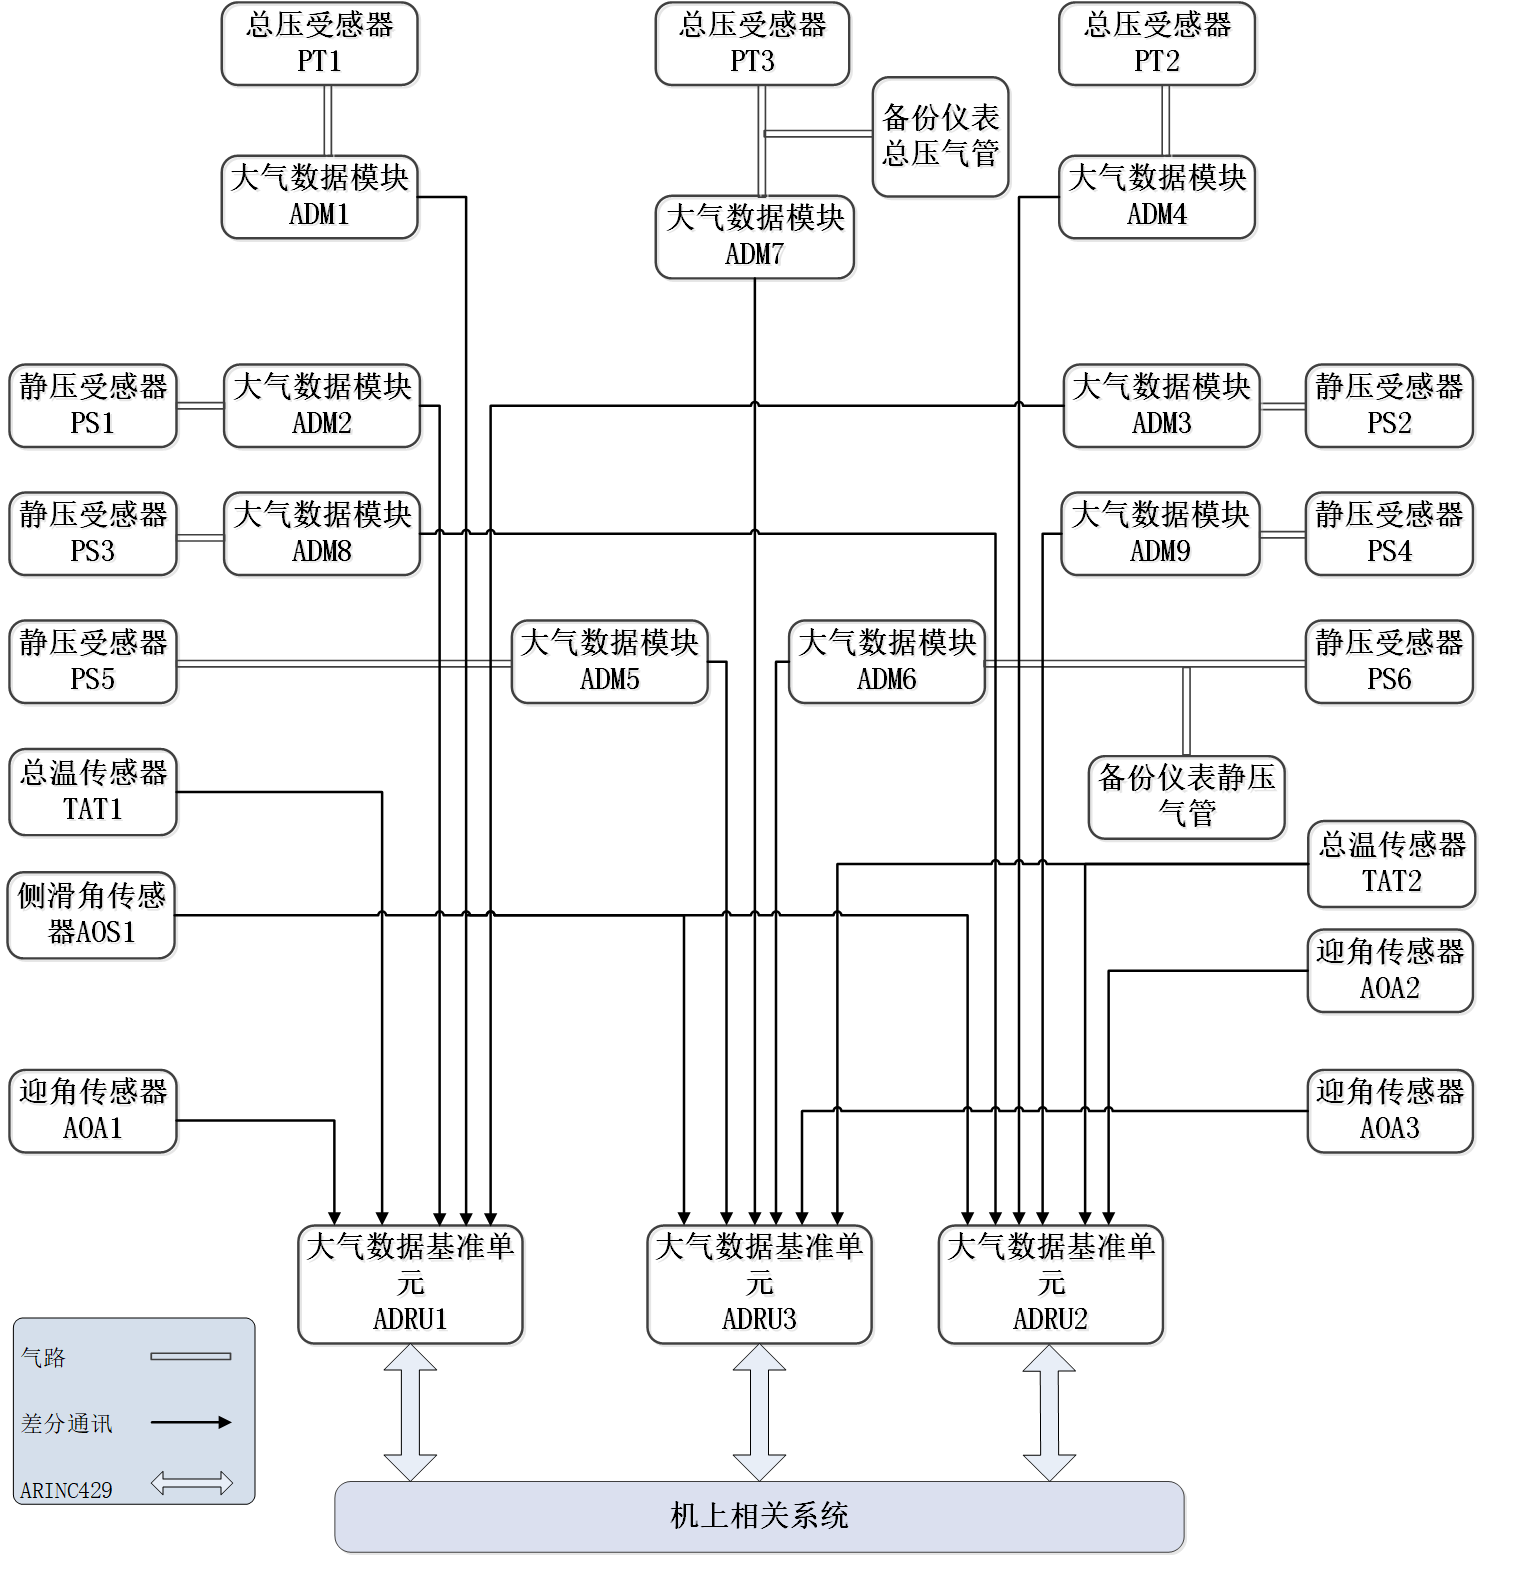 总压受感器
PT1
总压受感器
PT3
总压受感器
PT2
备份仪表
总压气管
大气数据模块
ADM1
大气数据模块
ADM7
大气数据模块
ADM4
静压受感器
PS1
大气数据模块
ADM2
大气数据模块
ADM3
静压受感器
PS2
静压受感器
PS3
大气数据模块
ADM8
大气数据模块
ADM9
静压受感器
PS4
静压受感器
PS5
大气数据模块
ADM5
大气数据模块
ADM6
静压受感器
PS6
总温传感器
TAT1
备份仪表静压
气管
总温传感器
TAT2
侧滑角传感
器AOS1
迎角传感器
AOA2
迎角传感器
AOA1
迎角传感器
AOA3
大气数据基准单
元
ADRU1
大气数据基准单
元
ADRU3
大气数据基准单
元
ADRU2
气路
差分通讯
ARINC429
机上相关系统